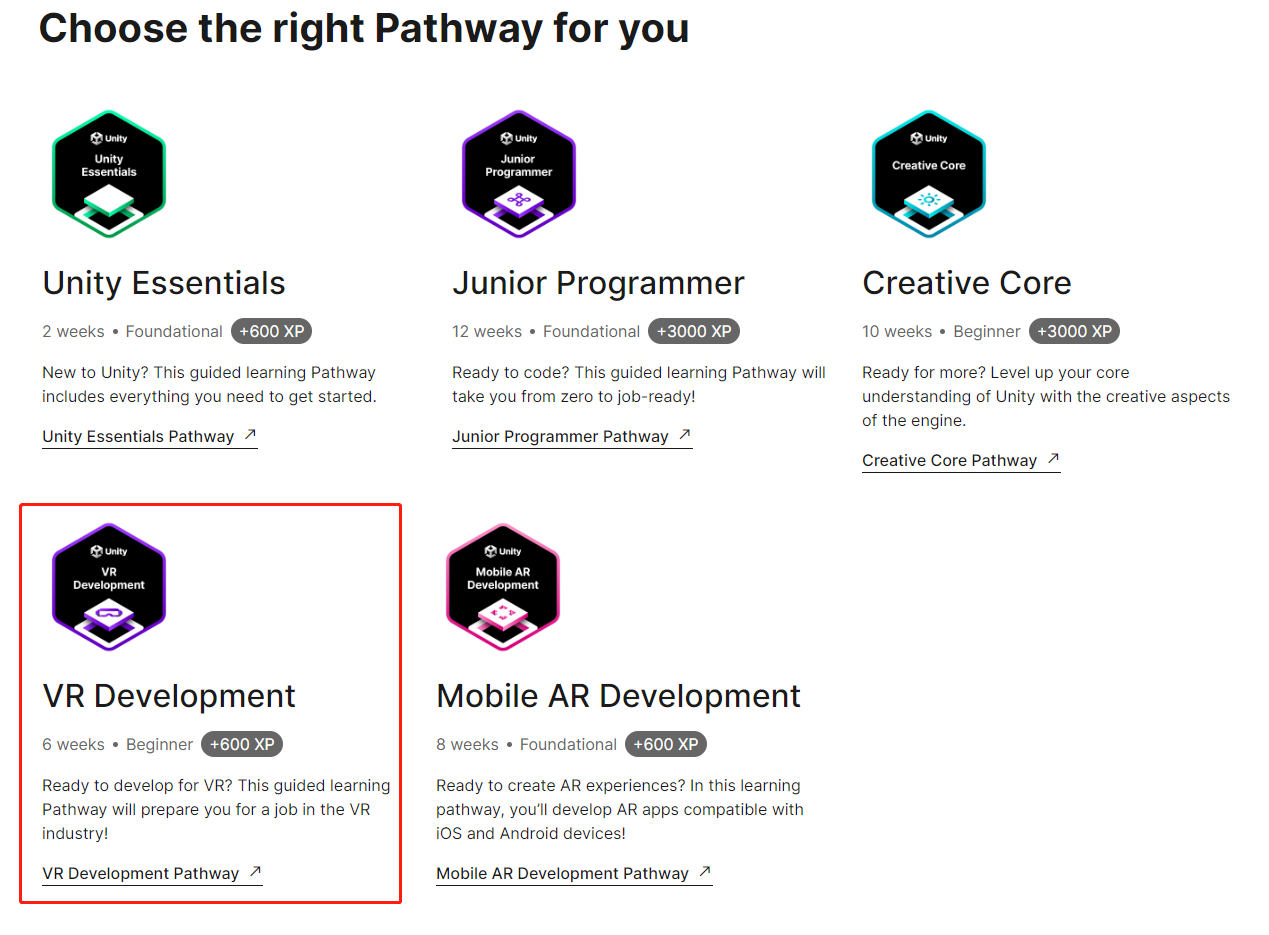 Choose the right Pathway for you
Unity
Unity
Essentials
Unity Essentials
2 weeks • Foundational +600 XP
New to Unity? This guided learning Pathway
includes everything you need to get started.
Unity Essentials Pathway ↗
Unity
Junior
Programmer
Junior Programmer
12 weeks • Foundational +3000 XP
Ready to code? This guided learning Pathway will
take you from zero to job-ready!
Junior Programmer Pathway ↗
Unity
Creative Core
Creative Core
10 weeks • Beginner +3000 XP
Ready for more? Level up your core
understanding of Unity with the creative aspects
of the engine.
Creative Core Pathway ↗
Unity
VR
Development
VR Development
6 weeks • Beginner +600 XP
Ready to develop for VR? This guided learning
Pathway will prepare you for a job in the VR
industry!
VR Development Pathway ↗
Unity
Mobile AR
Development
Mobile AR Development
8 weeks • Foundational +600 XP
Ready to create AR experiences? In this learning
pathway, you’ll develop AR apps compatible with
iOS and Android devices!
Mobile AR Development Pathway ↗